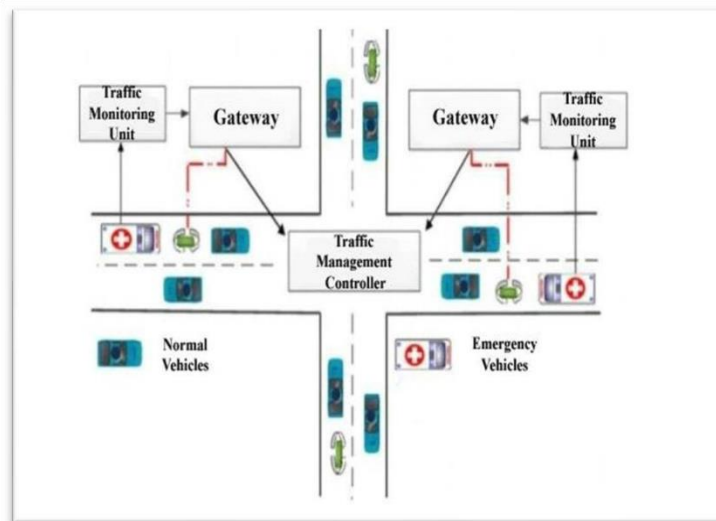 Traffic
Monitoring
Unit
Gateway
Gateway
Traffic
Monitoring
Unit
Traffic
Management
Controller
Normal
Vehicles
Emergency
Vehicles